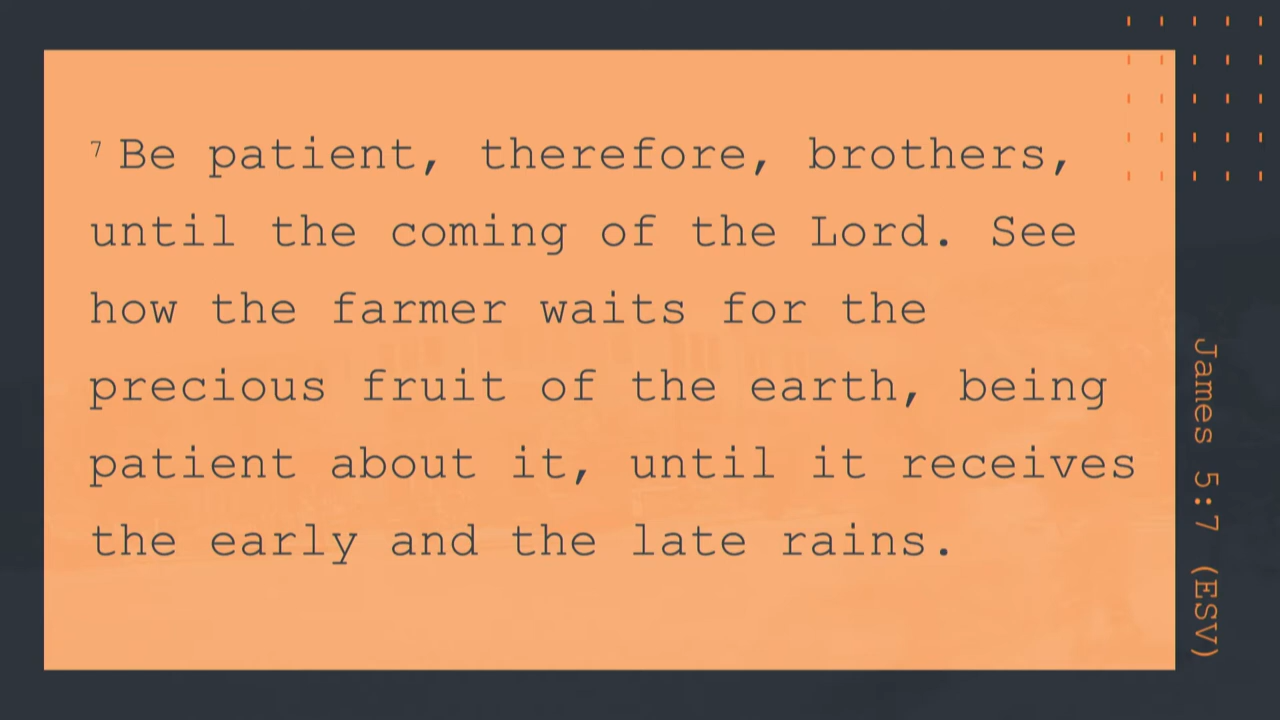 7 Be patient, therefore, brothers,
until the coming of the Lord. See
how the farmer waits for the
precious fruit of the earth, being
patient about it, until it receives
the early and the late rains.
James 5:7 (ESV)